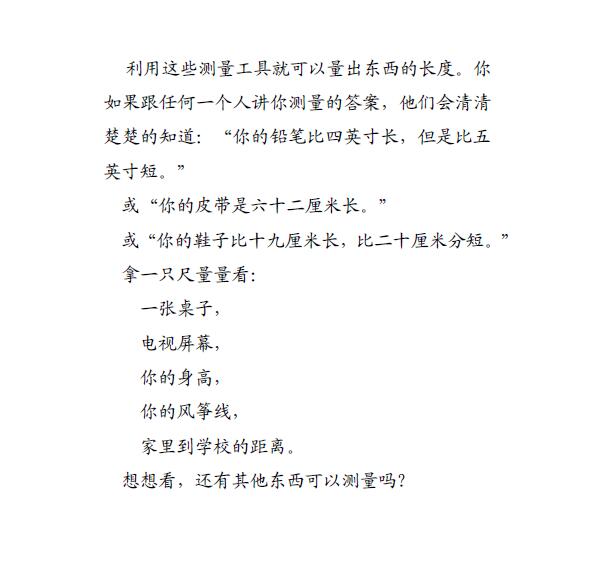 利用这些测量工具就可以量出东西的长度。你
如果跟任何一个人讲你测量的答案，他们会清清
楚楚的知道：“你的铅笔比四英寸长，但是比五
英寸短。”
或“你的皮带是六十二厘米长。”
或“你的鞋子比十九厘米长，比二十厘米分短。”
拿一只尺量量看：
一张桌子，
电视屏幕，
你的身高，
你的风筝线，
家里到学校的距离。
想想看，还有其他东西可以测量吗？